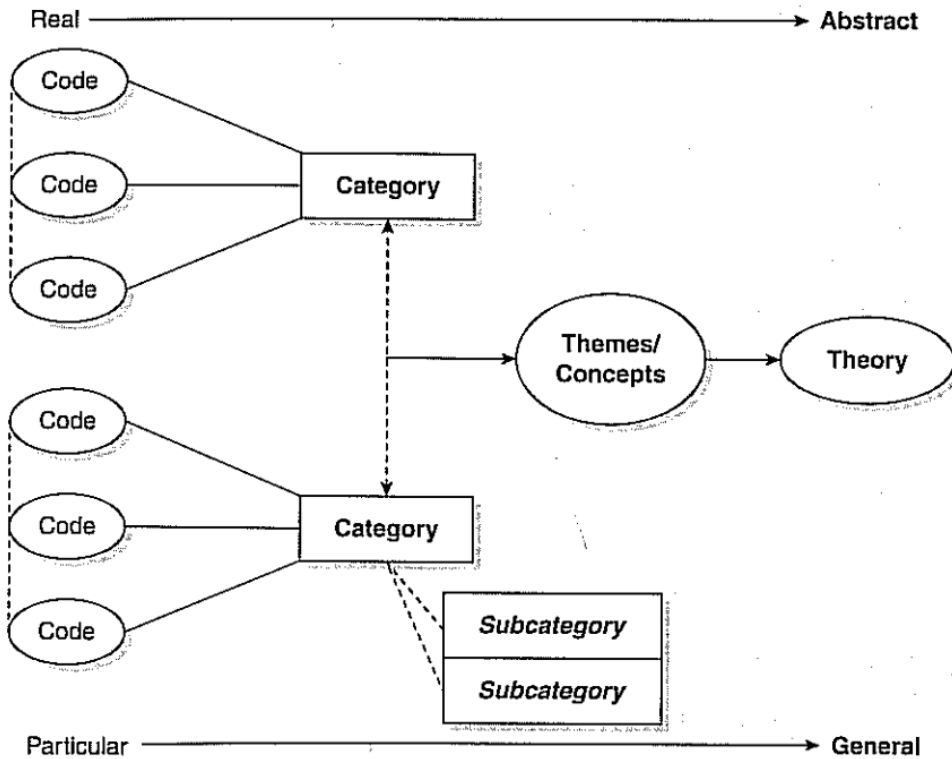 Real
Abstract
Code
Code
Category
Code
Themes/
Concepts
Theory
Code
Code
Category
Code
Subcategory
Subcategory
Particular
General